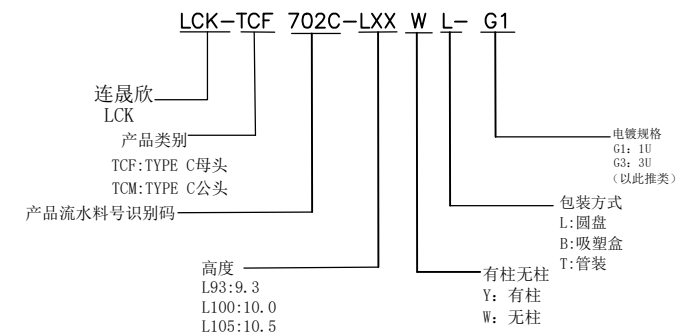 LCK-TCF 702C-LXX W L- G1
连晟欣
LCK
产品类别
TCF:TYPE C母头
TCM:TYPE C公头
产品流水料号识别码
高度
L93:9.3
L100:10.0
L105:10.5
有柱无柱
Y: 有柱
W: 无柱
包装方式
L:圆盘
B:吸塑盒
T:管装
电镀规格
G1: 1U
G3: 3U
(以此推类)